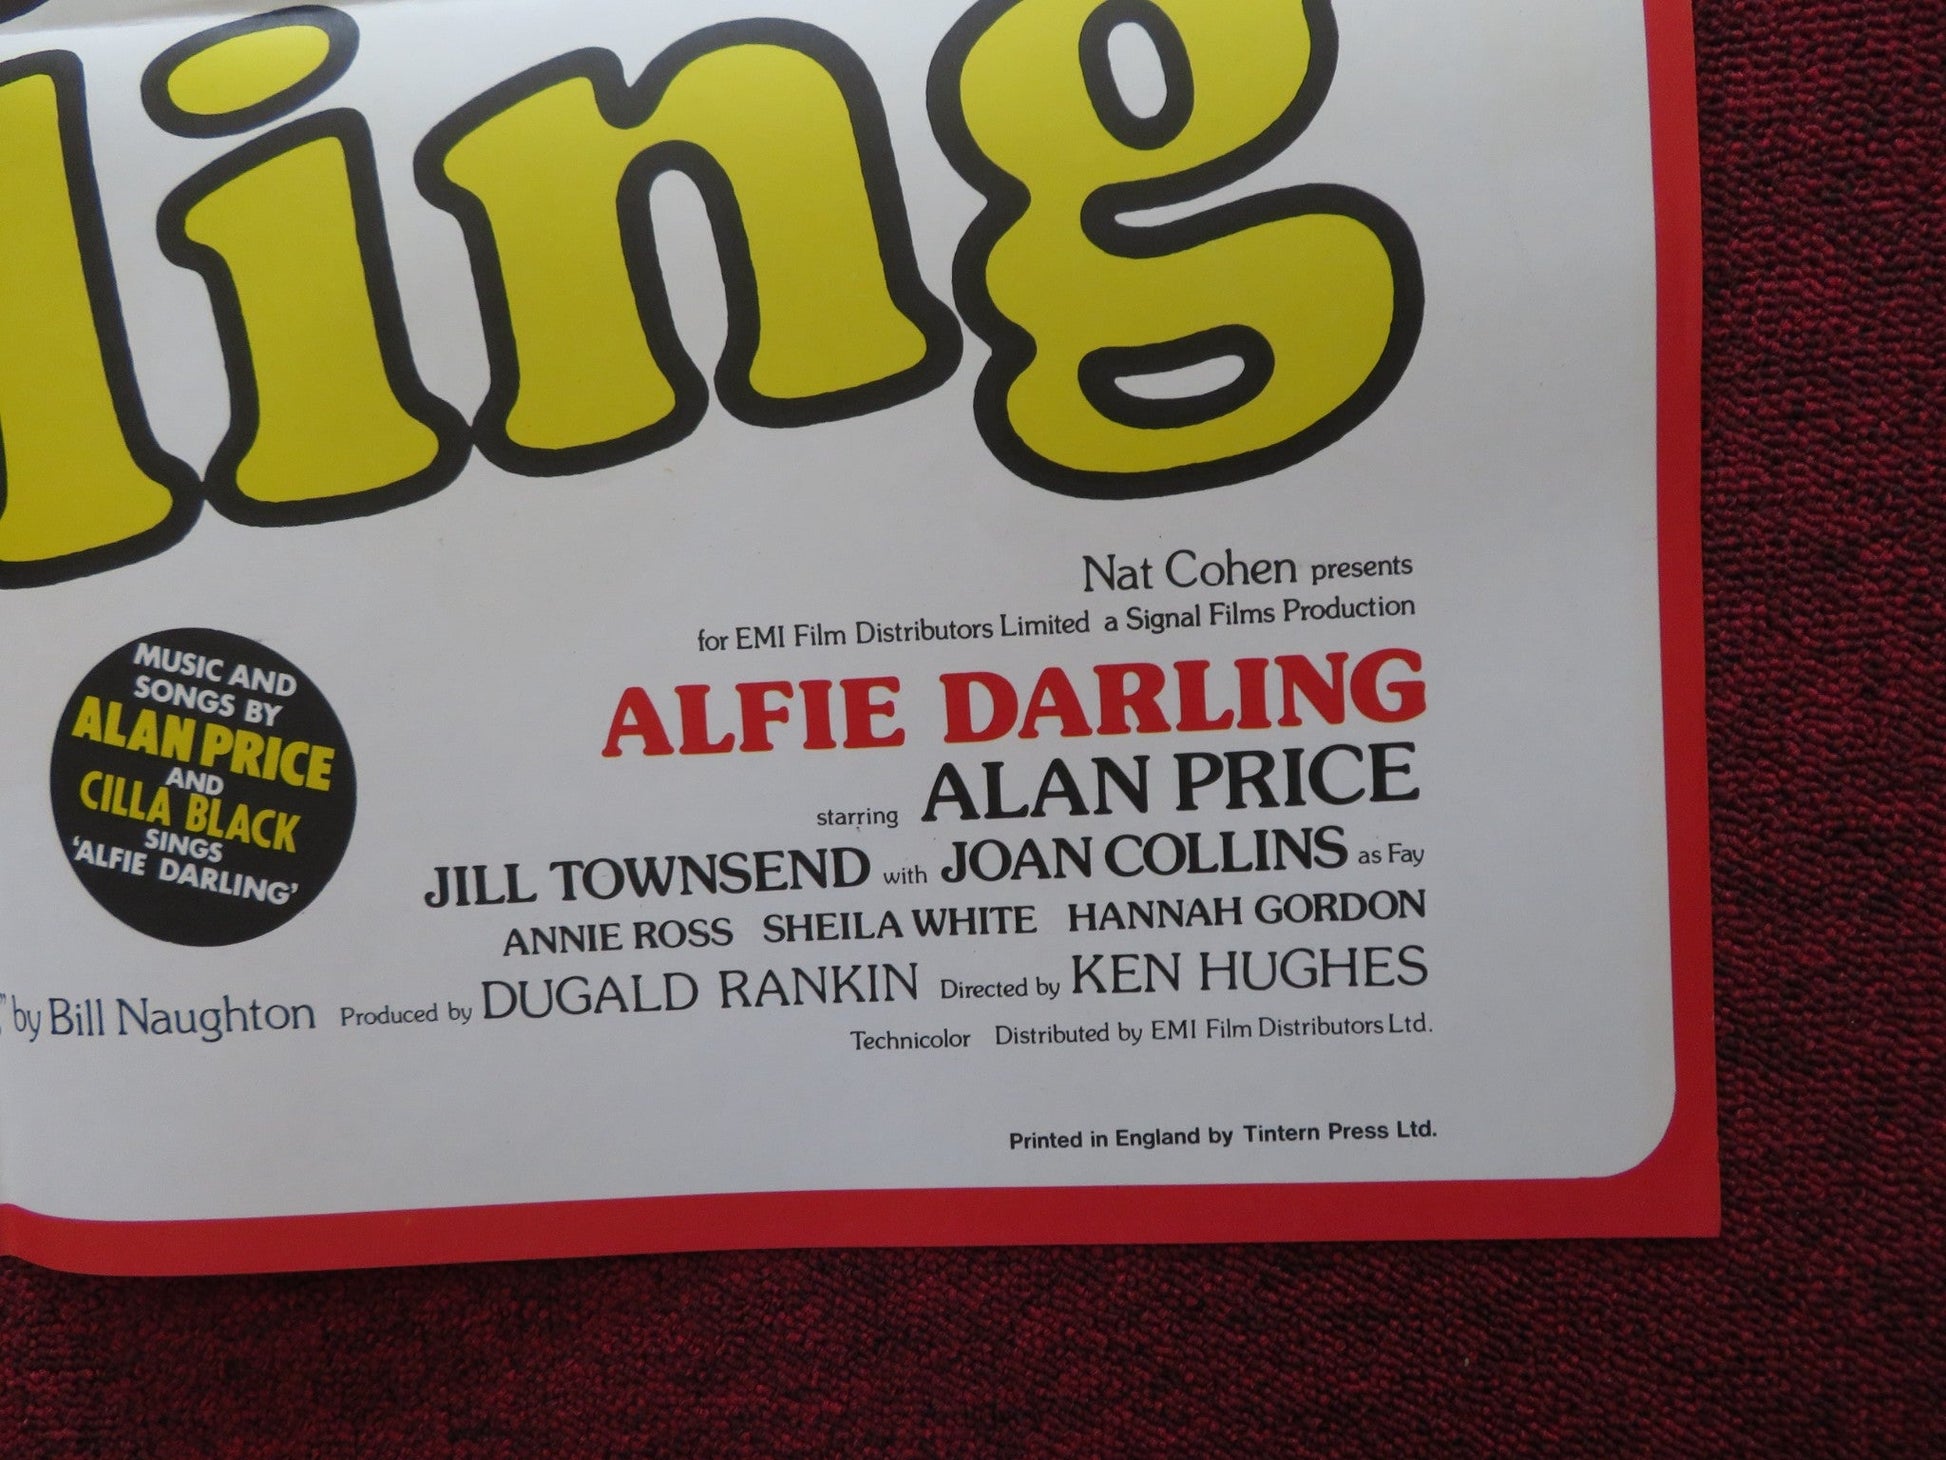 ling
Nat Cohen presents
for EMI Film Distributors Limited a Signal Films Production
ALFIE DARLING
starring ALAN PRICE
JILL TOWNSEND with JOAN COLLINS as Fay
ANNIE ROSS SHEILA WHITE HANNAH GORDON
" by Bill Naughton Produced by DUGALD RANKIN Directed by KEN HUGHES
Technicolor Distributed by EMI Film Distributors Ltd.
MUSIC AND
SONGS BY
ALAN PRICE
AND
CILLA BLACK
SINGS
'ALFIE DARLING'
Printed in England by Tintern Press Ltd.